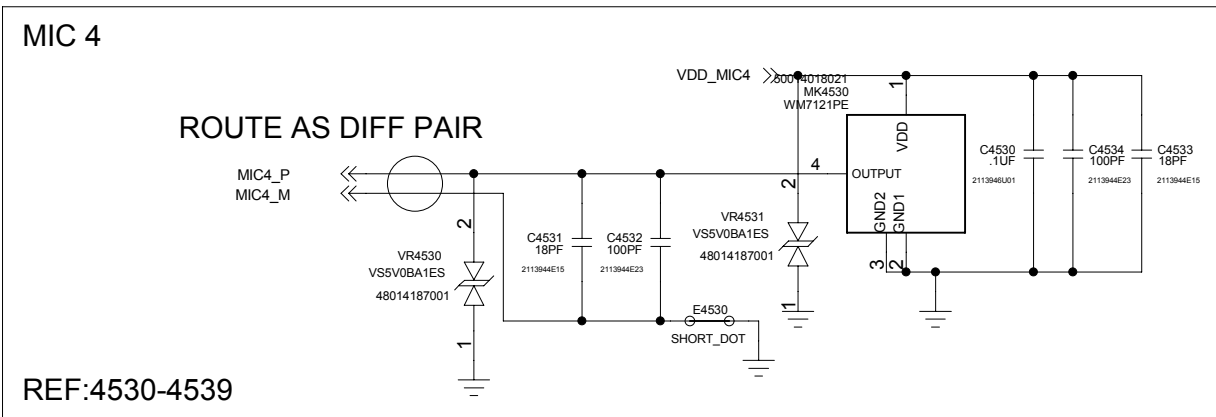 MIC 4
VDD_MIC4
50014018021
MK4530
WM7121PE
1
VDD
ROUTE AS DIFF PAIR
MIC4_P
MIC4_M
4
OUTPUT
GND2
GND1
3
2
C4530
.1UF
2113946U01
C4534
100PF
2113944E23
C4533
18PF
2113944E15
2
VR4530
VS5V0BA1ES
48014187001
1
C4531
18PF
2113944E15
C4532
100PF
2113944E23
2
VR4531
VS5V0BA1ES
48014187001
1
E4530
SHORT_DOT
REF:4530-4539